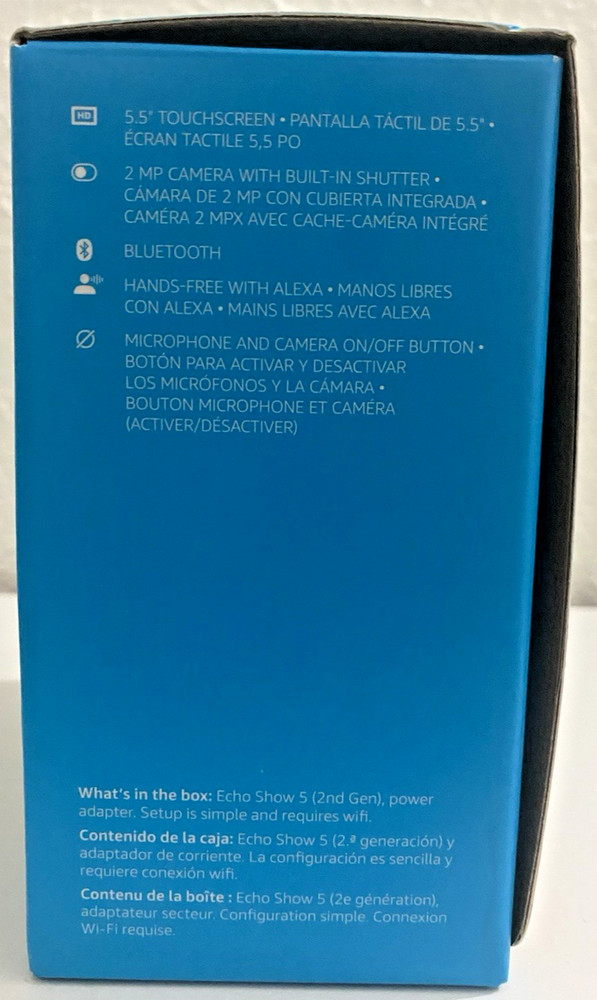 HD
5.5" TOUCHSCREEN • PANTALLA TÁCTIL DE 5.5" •
ÉCRAN TACTILE 5,5 PO
2 MP CAMERA WITH BUILT-IN SHUTTER •
CÁMARA DE 2 MP CON CUBIERTA INTEGRADA •
CAMÉRA 2 MPX AVEC CACHE-CAMÉRA INTÉGRÉ
BLUETOOTH
HANDS-FREE WITH ALEXA • MANOS LIBRES
CON ALEXA • MAINS LIBRES AVEC ALEXA
MICROPHONE AND CAMERA ON/OFF BUTTON •
BOTÓN PARA ACTIVAR Y DESACTIVAR
LOS MICRÓFONOS Y LA CÁMARA •
BOUTON MICROPHONE ET CAMÉRA
(ACTIVER/DÉSACTIVER)
What's in the box: Echo Show 5 (2nd Gen), power
adapter. Setup is simple and requires wifi.
Contenido de la caja: Echo Show 5 (2.ª generación) y
adaptador de corriente. La configuración es sencilla y
requiere conexión wifi.
Contenu de la boîte : Echo Show 5 (2e génération),
adaptateur secteur. Configuration simple. Connexion
Wi-Fi requise.